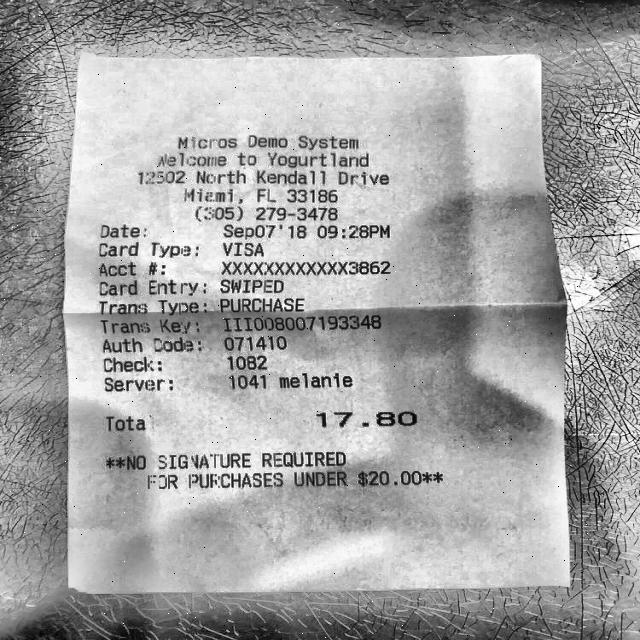 Micros Demo System
Welcome to Yogurtland
12502 North Kendall Drive
Miami, FL 33186
(305) 279-3478
Date: Sep07'18 09:28PM
Card Type: VISA
Acct #: XXXXXXXXXXXX3862
Card Entry: SWIPED
Trans Type: PURCHASE
Trans Key: III008007193348
Auth Code: 071410
Check: 1082
Server: 1041 melanie
Total 17.80
**NO SIGNATURE REQUIRED
FOR PURCHASES UNDER $20.00**